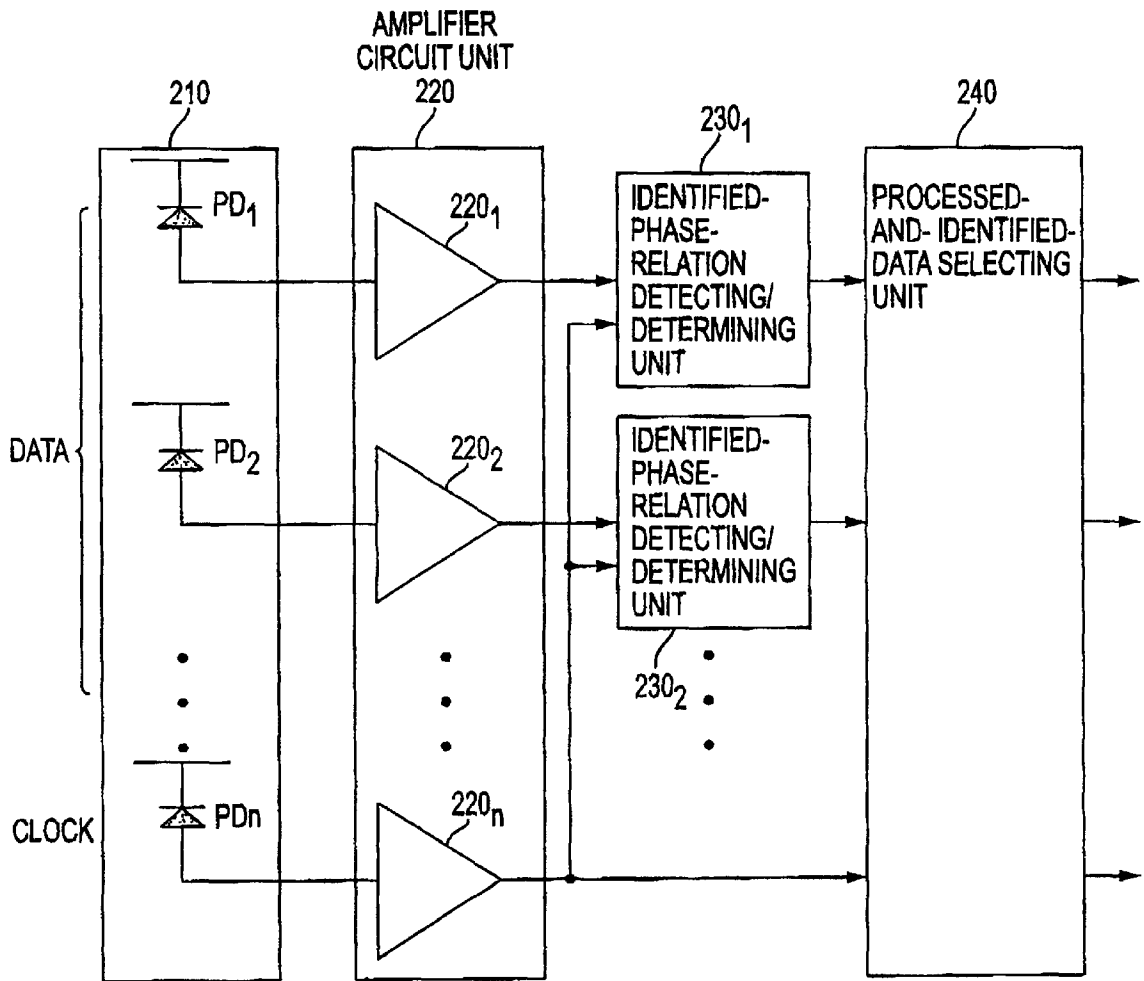 AMPLIFIER
CIRCUIT UNIT
210
220
230₁
240
PD₁
220₁
IDENTIFIED-
PHASE-
RELATION
DETECTING/
DETERMINING
UNIT
PROCESSED-
AND- IDENTIFIED-
DATA SELECTING
UNIT
DATA
PD₂
220₂
IDENTIFIED-
PHASE-
RELATION
DETECTING/
DETERMINING
UNIT
230₂
CLOCK
PDn
220ₙ